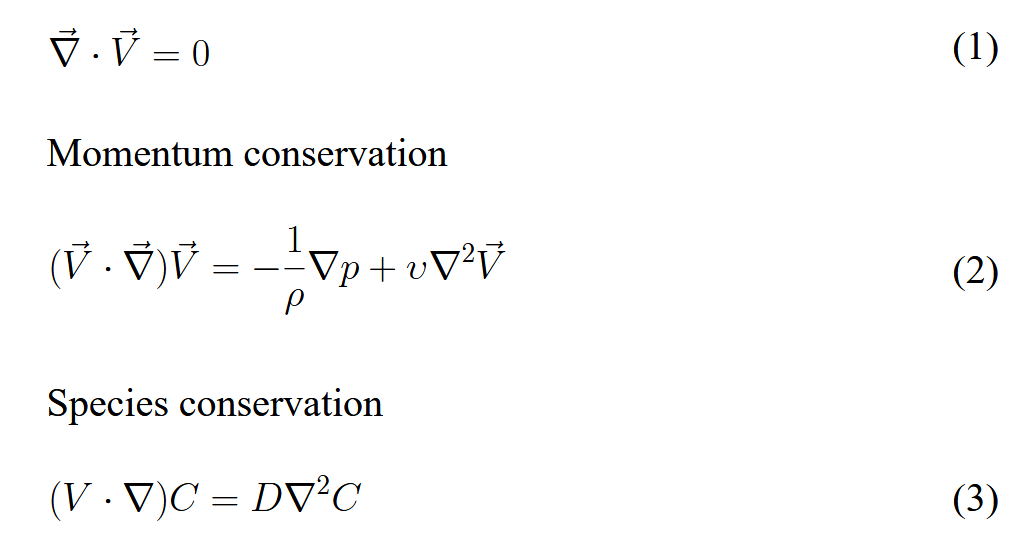 $\vec{\nabla} \cdot \vec{V} = 0$ (1)
Momentum conservation
$(\vec{V} \cdot \vec{\nabla})\vec{V} = -\frac{1}{\rho}\nabla p + \upsilon \nabla^2 \vec{V}$ (2)
Species conservation
$(V \cdot \nabla)C = D\nabla^2 C$ (3)